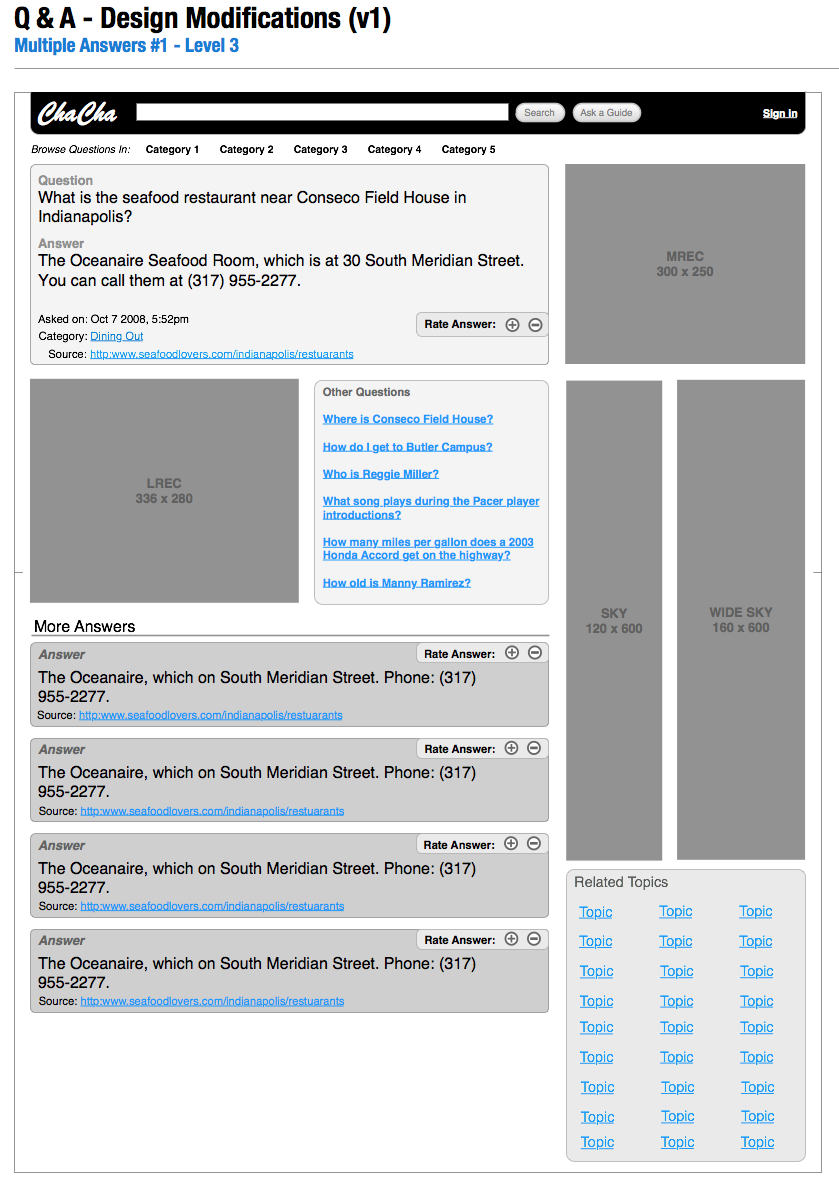 Q & A - Design Modifications (v1)
Multiple Answers #1 - Level 3
ChaCha
Search
Ask a Guide
Sign in
Browse Questions In: Category 1 Category 2 Category 3 Category 4 Category 5
Question
What is the seafood restaurant near Conseco Field House in
Indianapolis?
Answer
The Oceanaire Seafood Room, which is at 30 South Meridian Street.
You can call them at (317) 955-2277.
Asked on: Oct 7 2008, 5:52pm
Category: Dining Out
Source: http:www.seafoodlovers.com/indianapolis/restuarants
Rate Answer:
MREC
300 x 250
LREC
336 x 280
Other Questions
Where is Conseco Field House?
How do I get to Butler Campus?
Who is Reggie Miller?
What song plays during the Pacer player
introductions?
How many miles per gallon does a 2003
Honda Accord get on the highway?
How old is Manny Ramirez?
SKY
120 x 600
WIDE SKY
160 x 600
More Answers
Answer
Rate Answer:
The Oceanaire, which on South Meridian Street. Phone: (317)
955-2277.
Source: http:www.seafoodlovers.com/indianapolis/restuarants
Answer
Rate Answer:
The Oceanaire, which on South Meridian Street. Phone: (317)
955-2277.
Source: http:www.seafoodlovers.com/indianapolis/restuarants
Answer
Rate Answer:
The Oceanaire, which on South Meridian Street. Phone: (317)
955-2277.
Source: http:www.seafoodlovers.com/indianapolis/restuarants
Answer
Rate Answer:
The Oceanaire, which on South Meridian Street. Phone: (317)
955-2277.
Source: http:www.seafoodlovers.com/indianapolis/restuarants
Related Topics
Topic Topic Topic
Topic Topic Topic
Topic Topic Topic
Topic Topic Topic
Topic Topic Topic
Topic Topic Topic
Topic Topic Topic
Topic Topic Topic
Topic Topic Topic